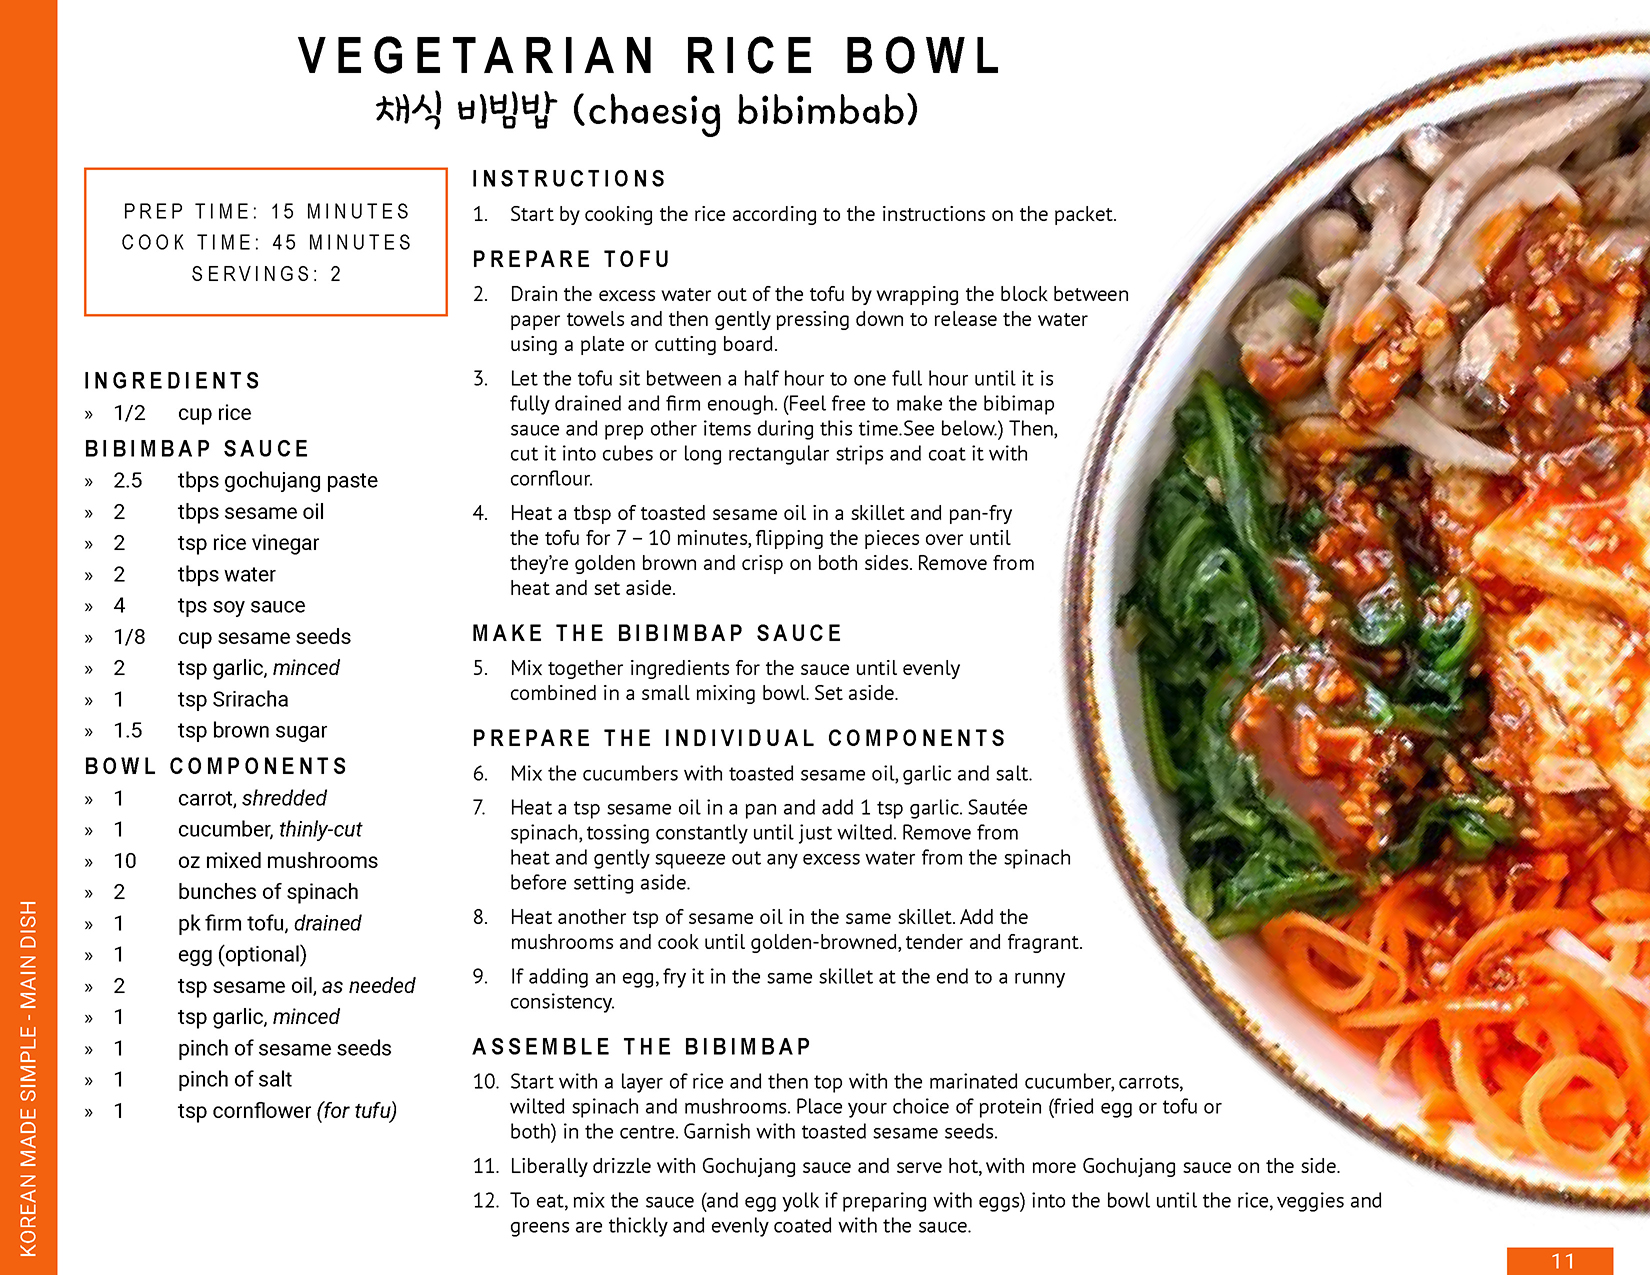 VEGETARIAN RICE BOWL
채식 비빔밥 (chaesig bibimbab)
PREP TIME: 15 MINUTES
COOK TIME: 45 MINUTES
SERVINGS: 2
INGREDIENTS
» 1/2 cup rice
BIBIMBAP SAUCE
» 2.5 tbps gochujang paste
» 2 tbps sesame oil
» 2 tsp rice vinegar
» 2 tbps water
» 4 tps soy sauce
» 1/8 cup sesame seeds
» 2 tsp garlic, minced
» 1 tsp Sriracha
» 1.5 tsp brown sugar
BOWL COMPONENTS
» 1 carrot, shredded
» 1 cucumber, thinly-cut
» 10 oz mixed mushrooms
» 2 bunches of spinach
» 1 pk firm tofu, drained
» 1 egg (optional)
» 2 tsp sesame oil, as needed
» 1 tsp garlic, minced
» 1 pinch of sesame seeds
» 1 pinch of salt
» 1 tsp cornflower (for tufu)
INSTRUCTIONS
1. Start by cooking the rice according to the instructions on the packet.
PREPARE TOFU
2. Drain the excess water out of the tofu by wrapping the block between
paper towels and then gently pressing down to release the water
using a plate or cutting board.
3. Let the tofu sit between a half hour to one full hour until it is
fully drained and firm enough. (Feel free to make the bibimap
sauce and prep other items during this time.See below.) Then,
cut it into cubes or long rectangular strips and coat it with
cornflour.
4. Heat a tbsp of toasted sesame oil in a skillet and pan-fry
the tofu for 7 – 10 minutes, flipping the pieces over until
they're golden brown and crisp on both sides. Remove from
heat and set aside.
MAKE THE BIBIMBAP SAUCE
5. Mix together ingredients for the sauce until evenly
combined in a small mixing bowl. Set aside.
PREPARE THE INDIVIDUAL COMPONENTS
6. Mix the cucumbers with toasted sesame oil, garlic and salt.
7. Heat a tsp sesame oil in a pan and add 1 tsp garlic. Sautée
spinach, tossing constantly until just wilted. Remove from
heat and gently squeeze out any excess water from the spinach
before setting aside.
8. Heat another tsp of sesame oil in the same skillet. Add the
mushrooms and cook until golden-browned, tender and fragrant.
9. If adding an egg, fry it in the same skillet at the end to a runny
consistency.
ASSEMBLE THE BIBIMBAP
10. Start with a layer of rice and then top with the marinated cucumber, carrots,
wilted spinach and mushrooms. Place your choice of protein (fried egg or tofu or
both) in the centre. Garnish with toasted sesame seeds.
11. Liberally drizzle with Gochujang sauce and serve hot, with more Gochujang sauce on the side.
12. To eat, mix the sauce (and egg yolk if preparing with eggs) into the bowl until the rice, veggies and
greens are thickly and evenly coated with the sauce.
KOREAN MADE SIMPLE - MAIN DISH
11